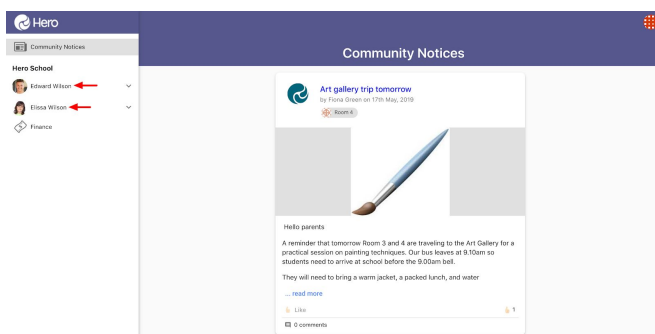 Hero
Community Notices
Hero School
Edward Wilson
Elissa Wilson
Finance
Community Notices
Art gallery trip tomorrow
by Fiona Green on 17th May, 2019
Room 4
Hello parents
A reminder that tomorrow Room 3 and 4 are traveling to the Art Gallery for a
practical session on painting techniques. Our bus leaves at 9.10am so
students need to arrive at school before the 9.00am bell.
They will need to bring a warm jacket, a packed lunch, and water
... read more
Like
1
0 comments